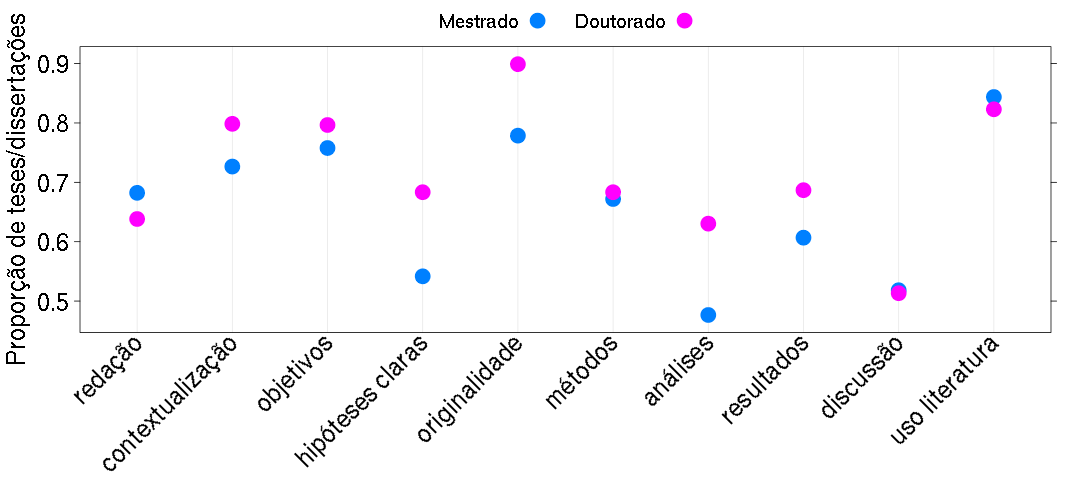 Mestrado Doutorado
Proporção de teses/dissertações
0.9
0.8
0.7
0.6
0.5
redação
contextualização
objetivos
hipóteses claras
originalidade
métodos
análises
resultados
discussão
uso literatura